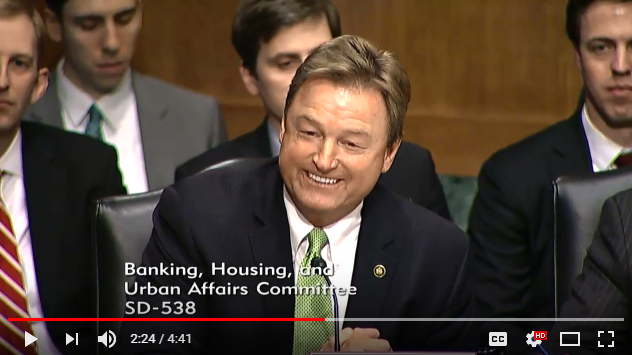 Banking, Housing, and
Urban Affairs Committee
SD-538
2:24 / 4:41
CC HD